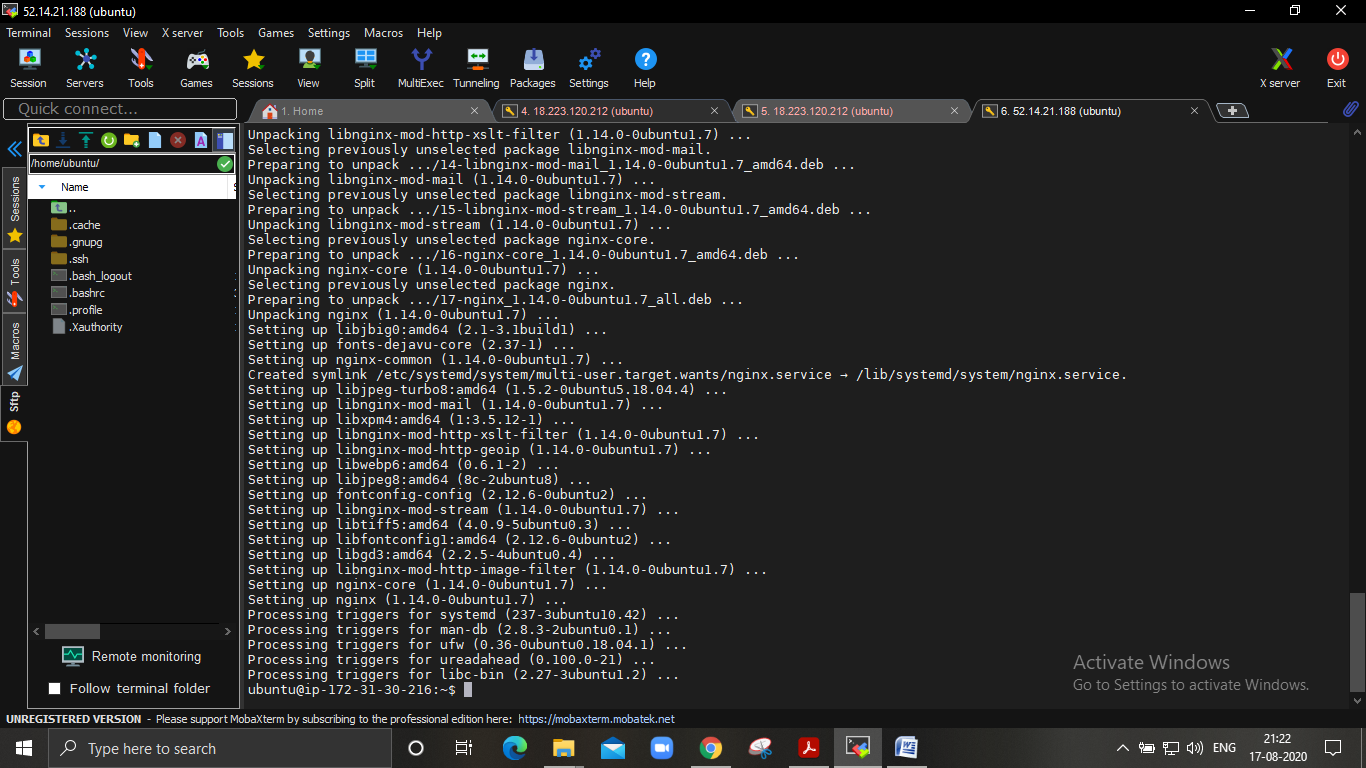 52.14.21.188 (ubuntu)
Terminal Sessions View X server Tools Games Settings Macros Help
Session Servers Tools Games Sessions View Split MultiExec Tunneling Packages Settings Help X server Exit
Quick connect...
1. Home
4. 18.223.120.212 (ubuntu)
5. 18.223.120.212 (ubuntu)
6. 52.14.21.188 (ubuntu)
/home/ubuntu/
Name
..
.cache
.gnupg
.ssh
.bash_logout
.bashrc
.profile
.Xauthority
Sessions
Tools
Macros
Sftp
Remote monitoring
Follow terminal folder
Unpacking libnginx-mod-http-xslt-filter (1.14.0-0ubuntu1.7) ...
Selecting previously unselected package libnginx-mod-mail.
Preparing to unpack .../14-libnginx-mod-mail_1.14.0-0ubuntu1.7_amd64.deb ...
Unpacking libnginx-mod-mail (1.14.0-0ubuntu1.7) ...
Selecting previously unselected package libnginx-mod-stream.
Preparing to unpack .../15-libnginx-mod-stream_1.14.0-0ubuntu1.7_amd64.deb ...
Unpacking libnginx-mod-stream (1.14.0-0ubuntu1.7) ...
Selecting previously unselected package nginx-core.
Preparing to unpack .../16-nginx-core_1.14.0-0ubuntu1.7_amd64.deb ...
Unpacking nginx-core (1.14.0-0ubuntu1.7) ...
Selecting previously unselected package nginx.
Preparing to unpack .../17-nginx_1.14.0-0ubuntu1.7_all.deb ...
Unpacking nginx (1.14.0-0ubuntu1.7) ...
Setting up libjbig0:amd64 (2.1-3.1build1) ...
Setting up fonts-dejavu-core (2.37-1) ...
Setting up nginx-common (1.14.0-0ubuntu1.7) ...
Created symlink /etc/systemd/system/multi-user.target.wants/nginx.service → /lib/systemd/system/nginx.service.
Setting up libjpeg-turbo8:amd64 (1.5.2-0ubuntu5.18.04.4) ...
Setting up libnginx-mod-mail (1.14.0-0ubuntu1.7) ...
Setting up libxpm4:amd64 (1:3.5.12-1) ...
Setting up libnginx-mod-http-xslt-filter (1.14.0-0ubuntu1.7) ...
Setting up libnginx-mod-http-geoip (1.14.0-0ubuntu1.7) ...
Setting up libwebp6:amd64 (0.6.1-2) ...
Setting up libjpeg8:amd64 (8c-2ubuntu8) ...
Setting up fontconfig-config (2.12.6-0ubuntu2) ...
Setting up libnginx-mod-stream (1.14.0-0ubuntu1.7) ...
Setting up libtiff5:amd64 (4.0.9-5ubuntu0.3) ...
Setting up libfontconfig1:amd64 (2.12.6-0ubuntu2) ...
Setting up libgd3:amd64 (2.2.5-4ubuntu0.4) ...
Setting up libnginx-mod-http-image-filter (1.14.0-0ubuntu1.7) ...
Setting up nginx-core (1.14.0-0ubuntu1.7) ...
Setting up nginx (1.14.0-0ubuntu1.7) ...
Processing triggers for systemd (237-3ubuntu10.42) ...
Processing triggers for man-db (2.8.3-2ubuntu0.1) ...
Processing triggers for ufw (0.36-0ubuntu0.18.04.1) ...
Processing triggers for ureadahead (0.100.0-21) ...
Processing triggers for libc-bin (2.27-3ubuntu1.2) ...
ubuntu@ip-172-31-30-216:~$
Activate Windows
Go to Settings to activate Windows.
UNREGISTERED VERSION - Please support MobaXterm by subscribing to the professional edition here: https://mobaxterm.mobatek.net
Type here to search
ENG
21:22
17-08-2020